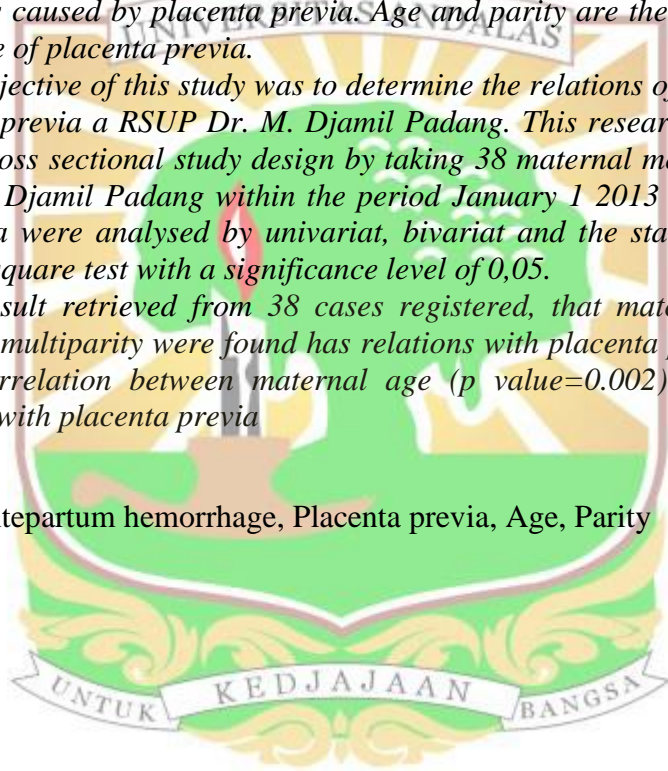 caused by placenta previa. Age and parity are the
e of placenta previa.
UNIVERSITAS ANDALAS
jective of this study was to determine the relations of
previa a RSUP Dr. M. Djamil Padang. This resear
oss sectional study design by taking 38 maternal m
Djamil Padang within the period January 1 2013
a were analysed by univariat, bivariat and the sta
square test with a significance level of 0,05.
sult retrieved from 38 cases registered, that mat
multiparity were found has relations with placenta
rrelation between maternal age (p value=0.002)
with placenta previa
tepartum hemorrhage, Placenta previa, Age, Parity
UNTUK KEDJAJAAN BANGSA